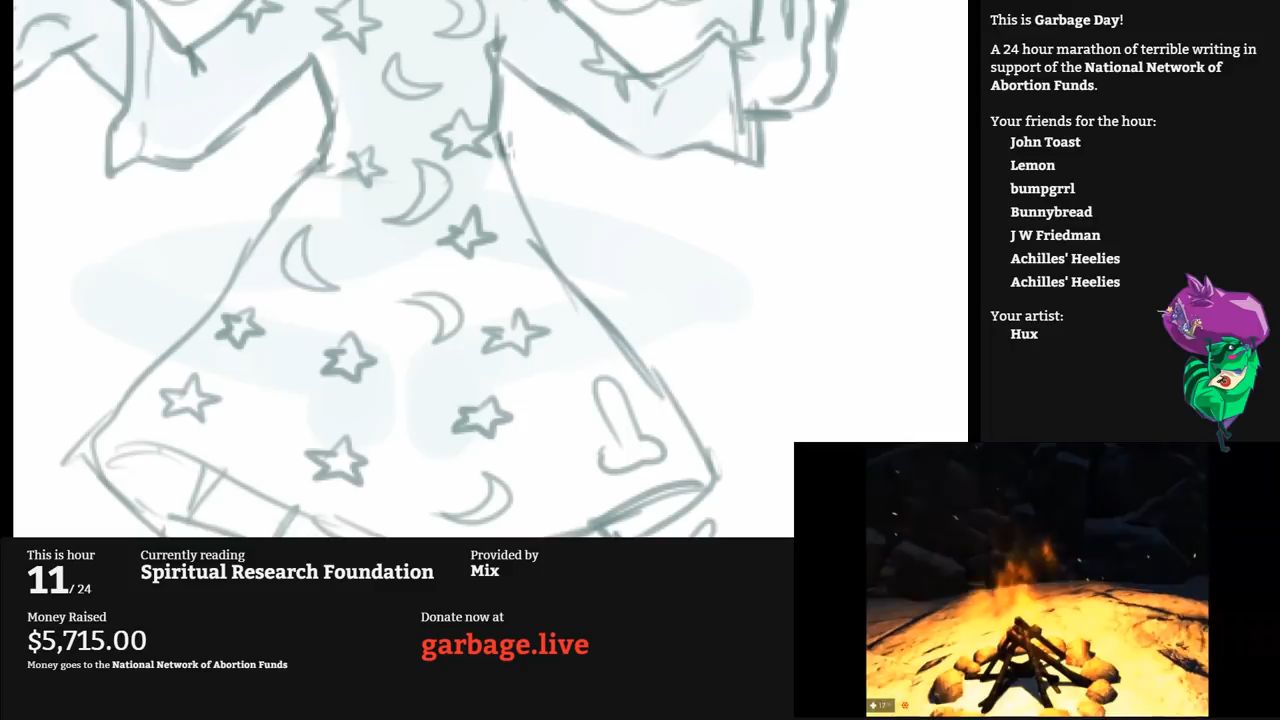 This is Garbage Day!
A 24 hour marathon of terrible writing in
support of the National Network of
Abortion Funds.
Your friends for the hour:
John Toast
Lemon
bumpgrrl
Bunnybread
J W Friedman
Achilles' Heelies
Achilles' Heelies
Your artist:
Hux
This is hour
11/ 24
Currently reading
Spiritual Research Foundation
Provided by
Mix
Money Raised
$5,715.00
Money goes to the National Network of Abortion Funds
Donate now at
garbage.live
17